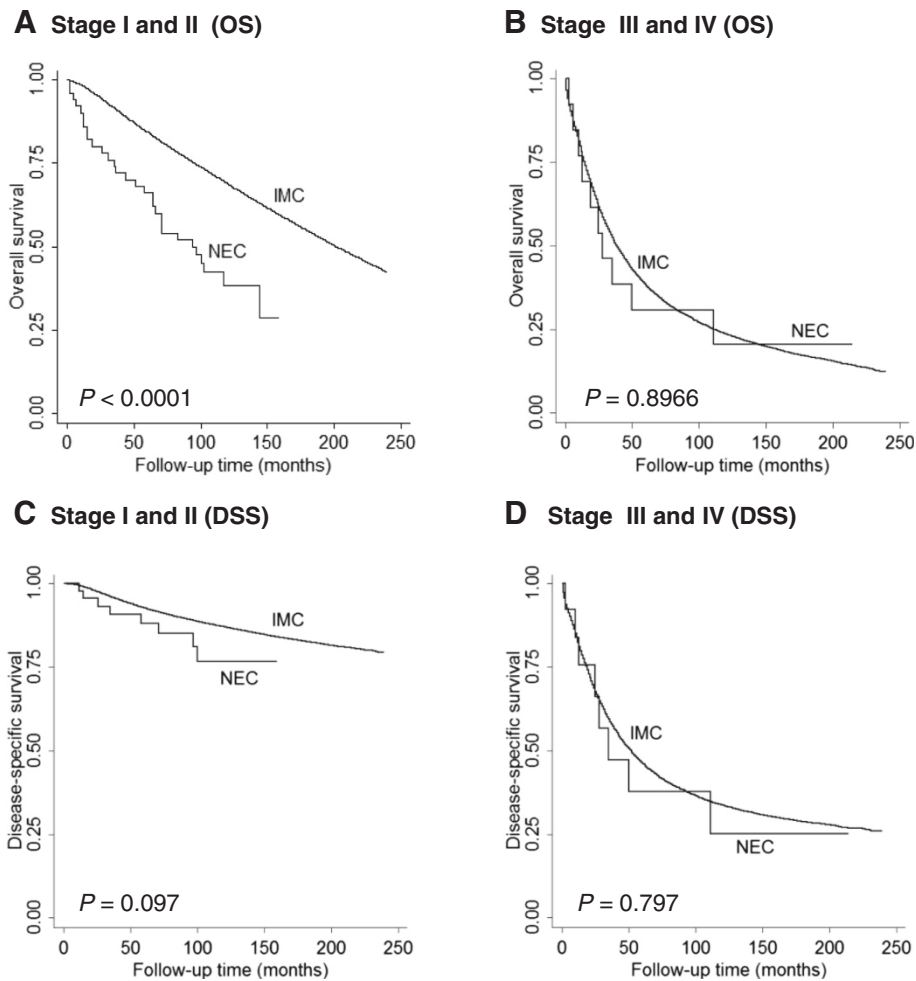 A Stage I and II (OS)
1.00
0.75
0.50
0.25
0.00
Overall survival
IMC
NEC
P < 0.0001
0 50 100 150 200 250
Follow-up time (months)
B Stage III and IV (OS)
1.00
0.75
0.50
0.25
0.00
Overall survival
IMC
NEC
P = 0.8966
0 50 100 150 200 250
Follow-up time (months)
C Stage I and II (DSS)
1.00
0.75
0.50
0.25
0.00
Disease-specific survival
IMC
NEC
P = 0.097
0 50 100 150 200 250
Follow-up time (months)
D Stage III and IV (DSS)
1.00
0.75
0.50
0.25
0.00
Disease-specific survival
IMC
NEC
P = 0.797
0 50 100 150 200 250
Follow-up time (months)